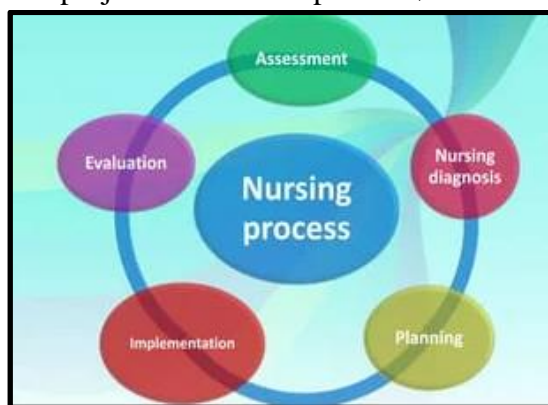 Assessment
Nursing
diagnosis
Planning
Implementation
Evaluation
Nursing
process